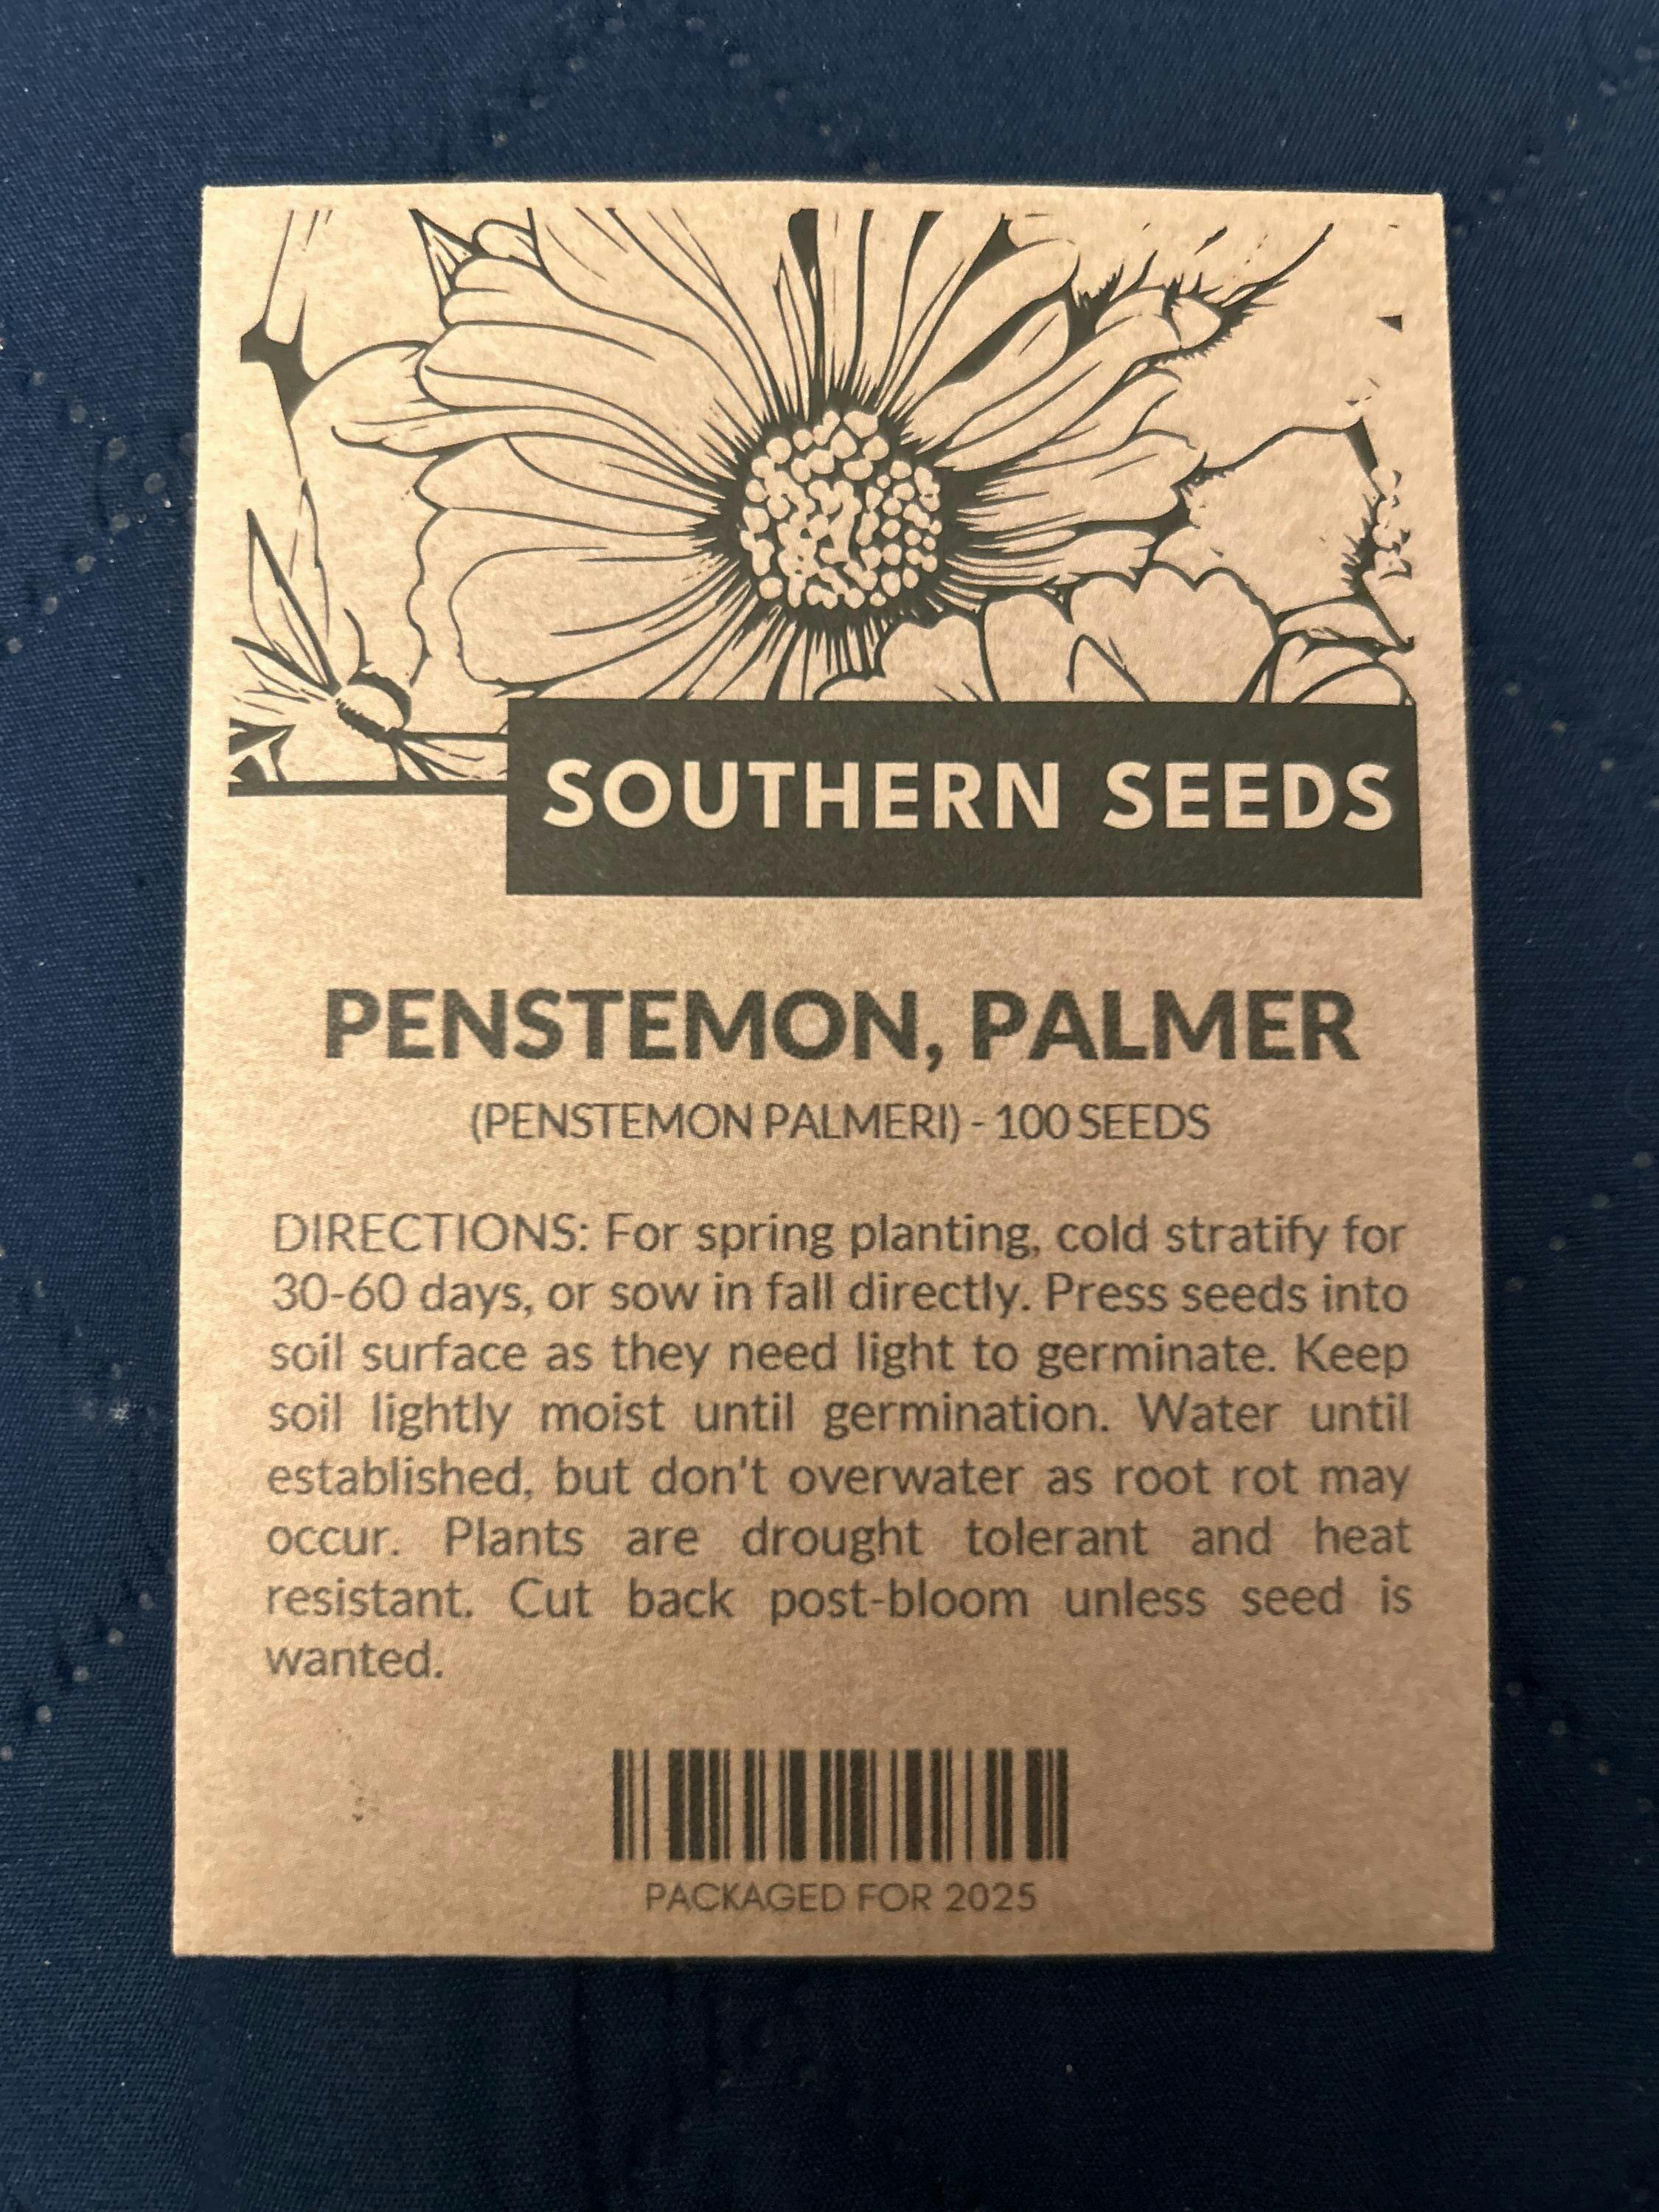 SOUTHERN SEEDS
PENSTEMON, PALMER
(PENSTEMON PALMERI) - 100 SEEDS
DIRECTIONS: For spring planting, cold stratify for
30-60 days, or sow in fall directly. Press seeds into
soil surface as they need light to germinate. Keep
soil lightly moist until germination. Water until
established, but don't overwater as root rot may
occur. Plants are drought tolerant and heat
resistant. Cut back post-bloom unless seed is
wanted.
PACKAGED FOR 2025